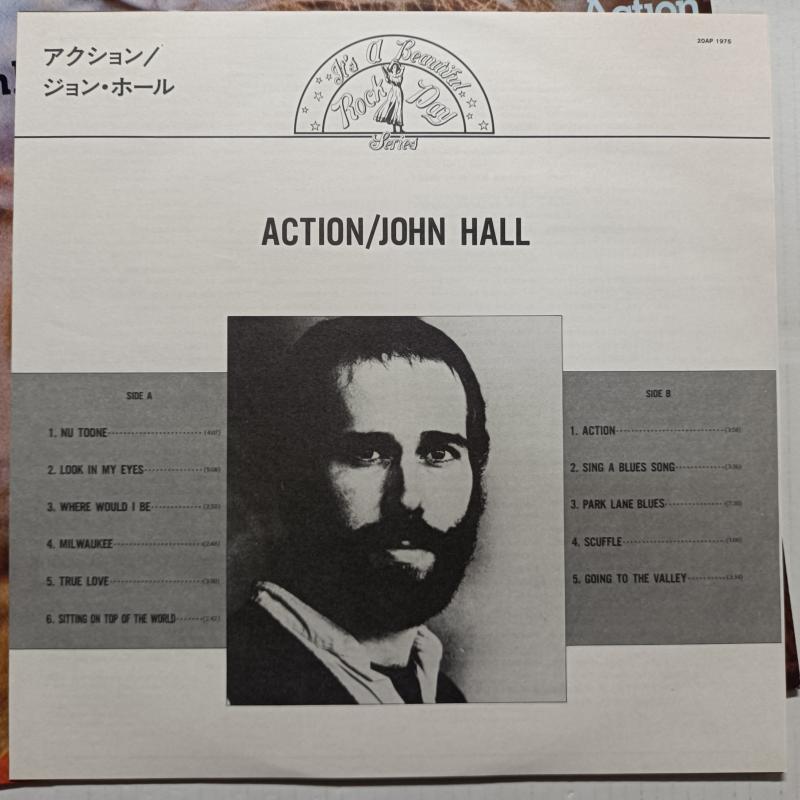 Action
アクション/
ジョン・ホール
It's A Beautiful
Rock Day
Series
20AP 1975
ACTION/JOHN HALL
SIDE A
1. NU TOONE
2. LOOK IN MY EYES
3. WHERE WOULD I BE
4. MILWAUKEE
5. TRUE LOVE
6. SITTING ON TOP OF THE WORLD
SIDE B
1. ACTION
2. SING A BLUES SONG
3. PARK LANE BLUES
4. SCUFFLE
5. GOING TO THE VALLEY